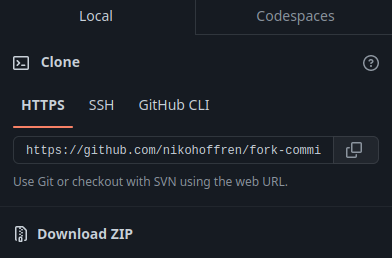 Local Codespaces
Clone
HTTPS SSH GitHub CLI
https://github.com/nikohoffren/fork-commi
Use Git or checkout with SVN using the web URL.
Download ZIP